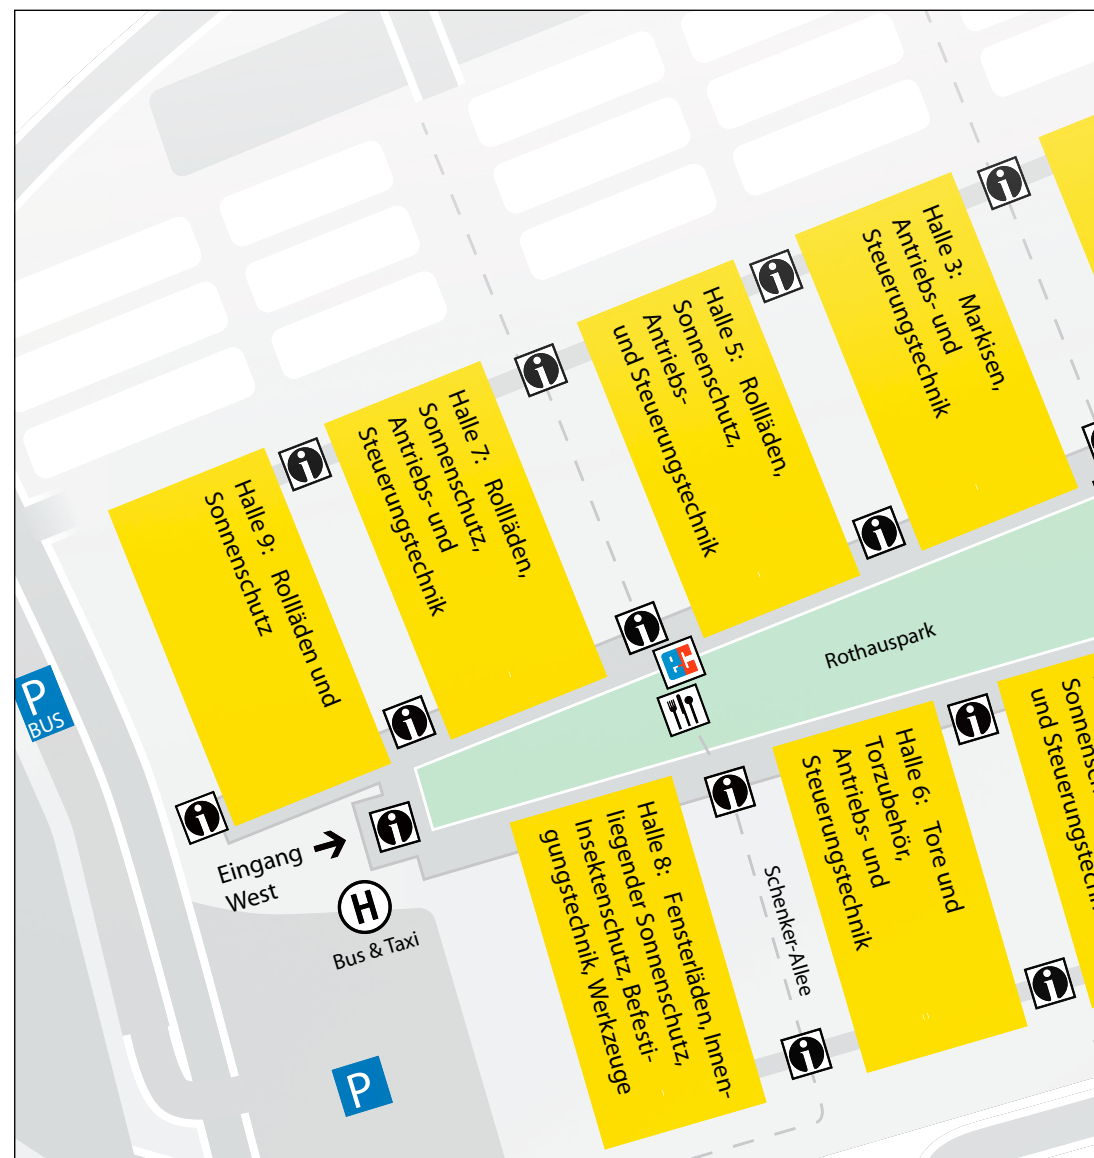 Halle 3: Markisen,
Antriebs- und
Steuerungstechnik
Halle 5: Rollläden,
Sonnenschutz,
Antriebs-
und Steuerungstechnik
Halle 7: Rollläden,
Sonnenschutz,
Antriebs- und
Steuerungstechnik
Halle 9: Rollläden und
Sonnenschutz
Rothauspark
P
BUS
Eingang
West
H
Bus & Taxi
P
Halle 8: Fensterläden, Innen-
liegender Sonnenschutz,
Insektenschutz, Befesti-
gungstechnik, Werkzeuge
Schenker-Allee
Halle 6: Tore und
Torzubehör,
Antriebs- und
Steuerungstechnik
und
i
i
i
i
i
i
i
i
i
i
i
i
i